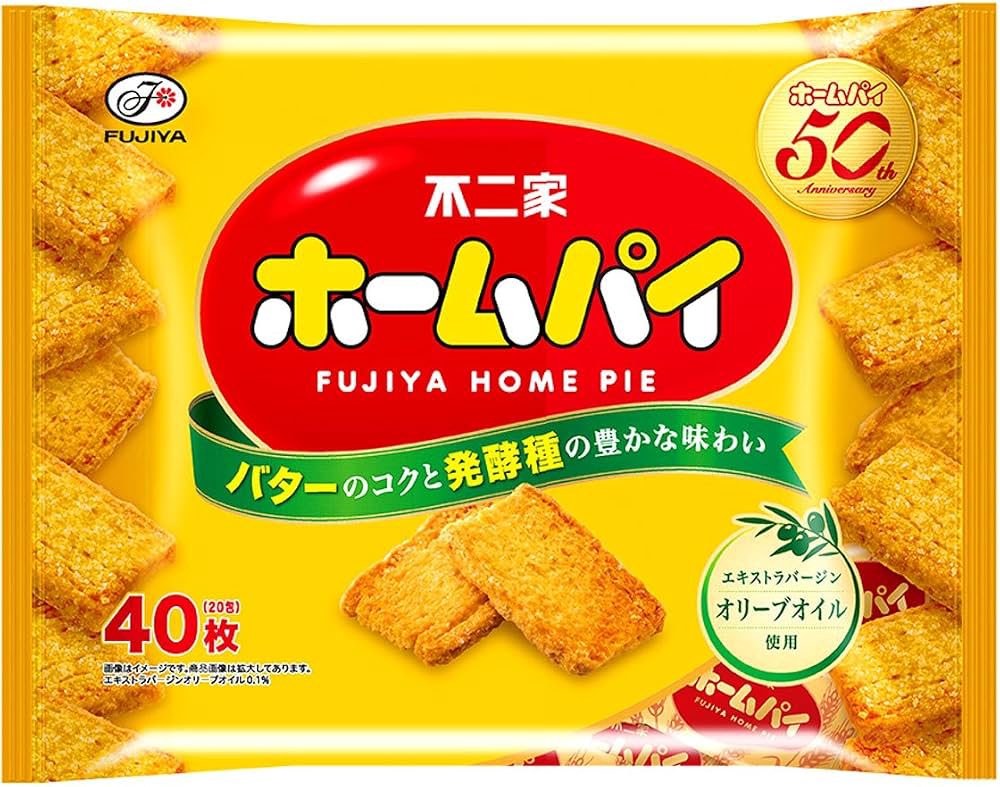 FUJIYA
ホームパイ
50th
Anniversary
不二家
ホームパイ
FUJIYA HOME PIE
バターのコクと発酵種の豊かな味わい
エキストラバージン
オリーブオイル
使用
40枚
(20包)
画像はイメージです。商品画像は拡大してあります。
エキストラバージンオリーブオイル0.1%
ホームパイ
FUJIYA HOME PIE